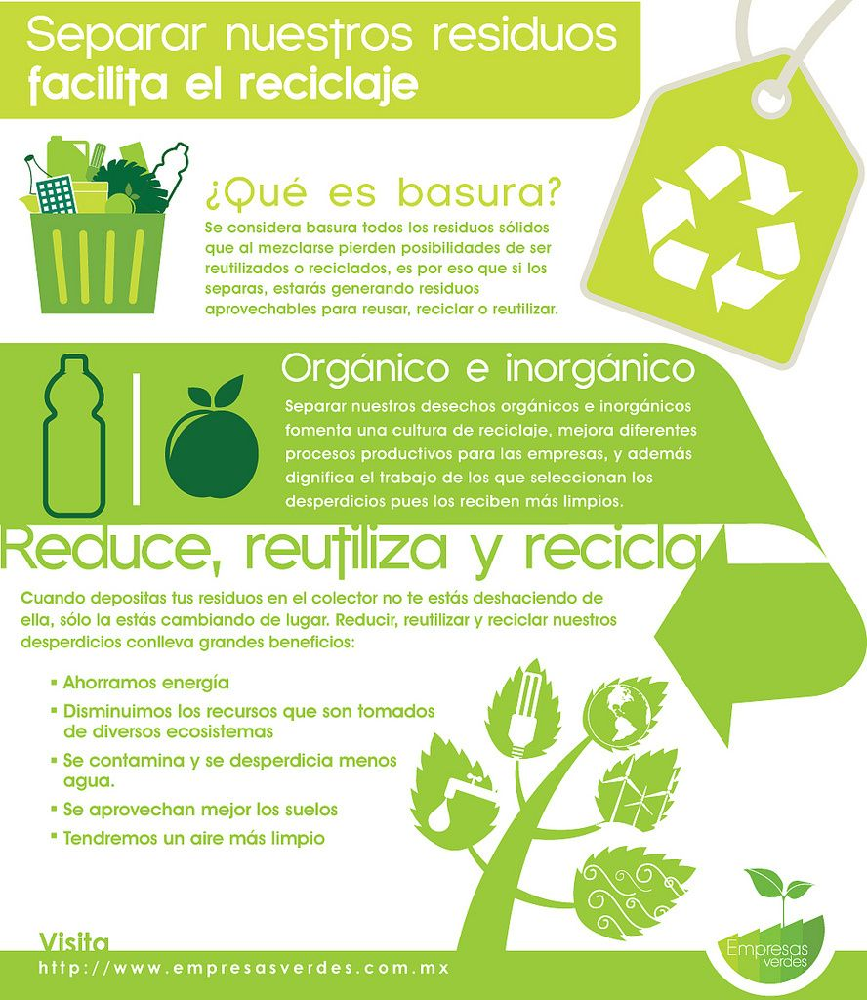 Separar nuestros residuos
facilita el reciclaje
¿Qué es basura?
Se considera basura todos los residuos sólidos
que al mezclarse pierden posibilidades de ser
reutilizados o reciclados, es por eso que si los
separas, estarás generando residuos
aprovechables para reusar, reciclar o reutilizar.
Orgánico e inorgánico
Separar nuestros desechos orgánicos e inorgánicos
fomenta una cultura de reciclaje, mejora diferentes
procesos productivos para las empresas, y además
dignifica el trabajo de los que seleccionan los
desperdicios pues los reciben más limpios.
Reduce, reutiliza y recicla
Cuando depositas tus residuos en el colector no te estás deshaciendo de
ella, sólo la estás cambiando de lugar. Reducir, reutilizar y reciclar nuestros
desperdicios conlleva grandes beneficios:
▪ Ahorramos energía
▪ Disminuimos los recursos que son tomados
de diversos ecosistemas
▪ Se contamina y se desperdicia menos
agua.
▪ Se aprovechan mejor los suelos
▪ Tendremos un aire más limpio
Visita
http://www.empresasverdes.com.mx
Empresas
verdes